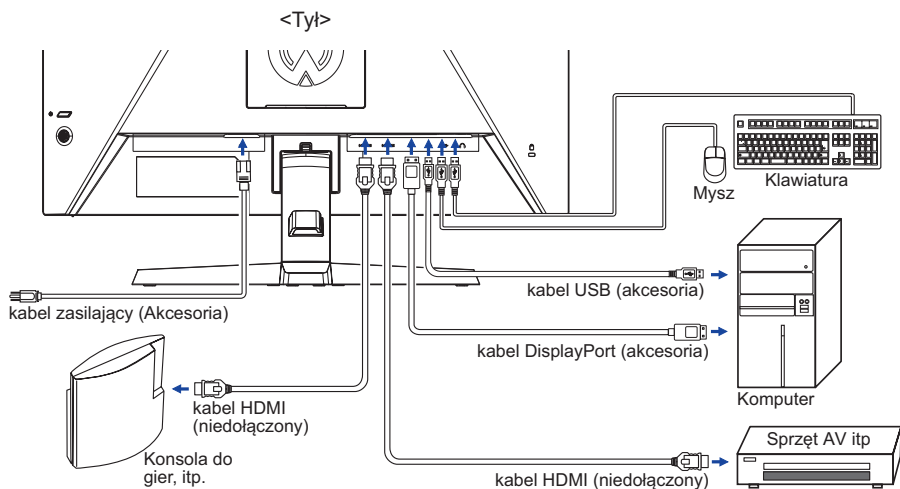 <Tył>
Mysz
Klawiatura
kabel USB (akcesoria)
kabel zasilający (Akcesoria)
kabel DisplayPort (akcesoria)
Komputer
kabel HDMI
(niedołączony)
Konsola do
gier, itp.
Sprzęt AV itp
kabel HDMI (niedołączony)